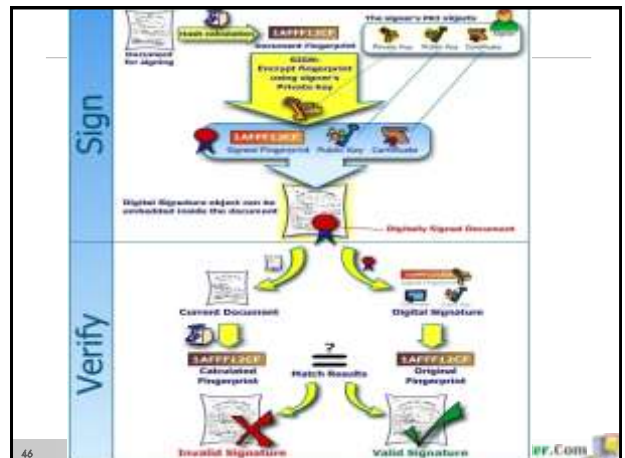 Sign
Hash calculation
Document for signing
1AFFF12CF
Document Fingerprint
The signer's PKI objects
Private Key
Public Key
Certificate
SIGN:
Encrypt fingerprint
using signer's
Private Key
1AFFF12CF
Signed Fingerprint
Public Key
Certificate
Digital Signature object can be
embedded inside the document
Digitally Signed Document
Verify
Current Document
Digital Signature
1AFFF12CF
Calculated
Fingerprint
?
=
Match Results
1AFFF12CF
Original
Fingerprint
Invalid Signature
Valid Signature
46
er.Com